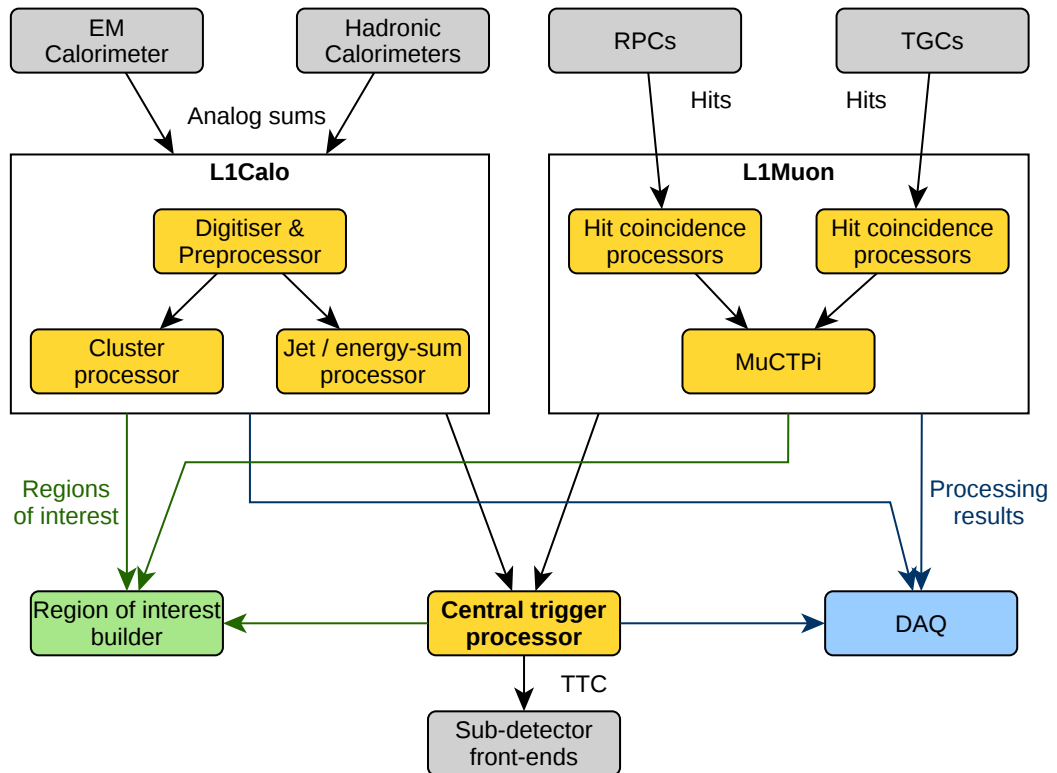 EM
Calorimeter
Hadronic
Calorimeters
RPCs
TGCs
Analog sums
Hits
Hits
L1Calo
L1Muon
Digitiser &
Preprocessor
Hit coincidence
processors
Hit coincidence
processors
Cluster
processor
Jet / energy-sum
processor
MuCTPi
Regions
of interest
Processing
results
Region of interest
builder
Central trigger
processor
DAQ
TTC
Sub-detector
front-ends